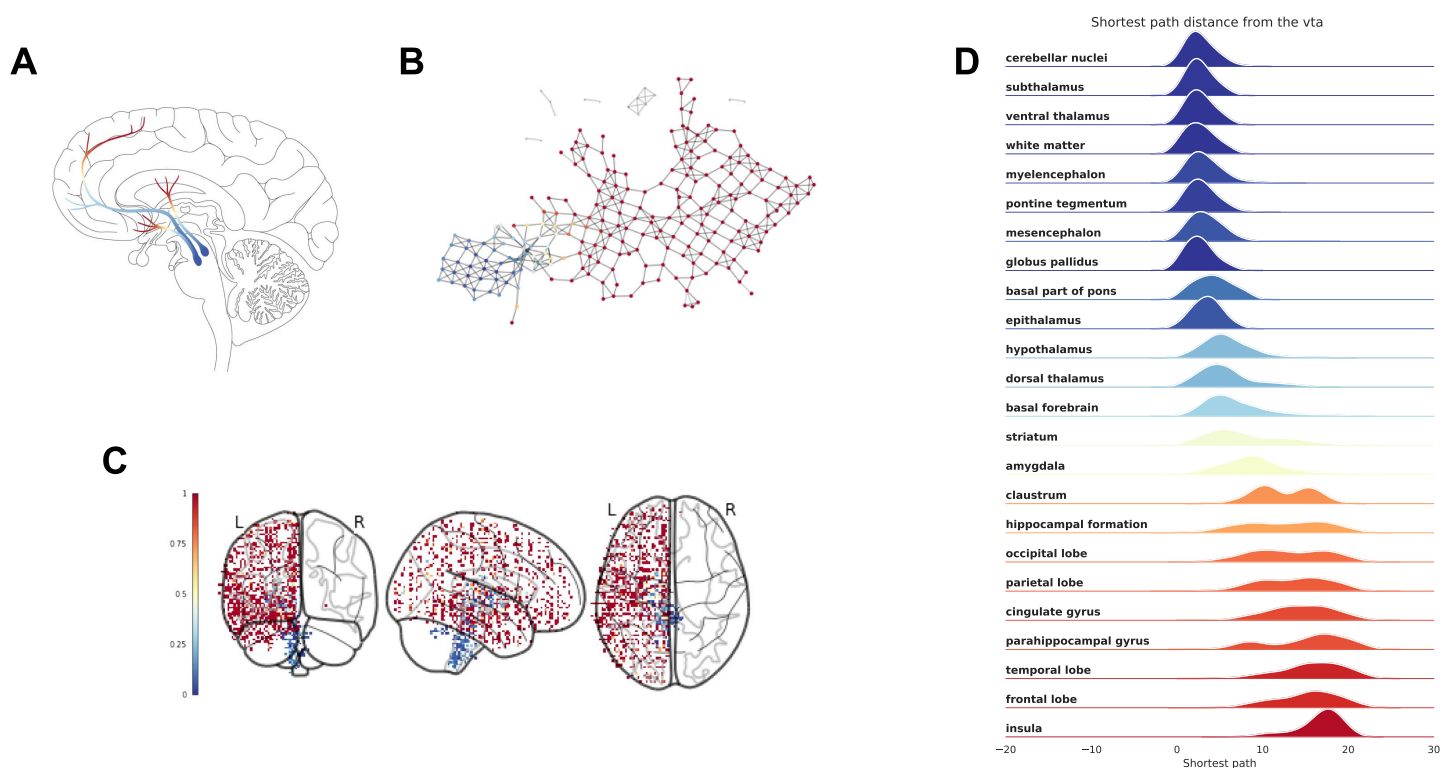 A
B
C
1
0.75
0.5
0.25
0
L
R
L
R
D
Shortest path distance from the vta
cerebellar nuclei
subthalamus
ventral thalamus
white matter
myelencephalon
pontine tegmentum
mesencephalon
globus pallidus
basal part of pons
epithalamus
hypothalamus
dorsal thalamus
basal forebrain
striatum
amygdala
claustrum
hippocampal formation
occipital lobe
parietal lobe
cingulate gyrus
parahippocampal gyrus
temporal lobe
frontal lobe
insula
−20 −10 0 10 20 30
Shortest path